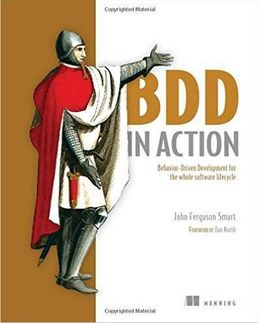 Copyrighted Material
BDD
IN ACTION
Behavior-Driven Development for
the whole software lifecycle
John Ferguson Smart
FOREWORD BY Dan North
MANNING
Copyrighted Material